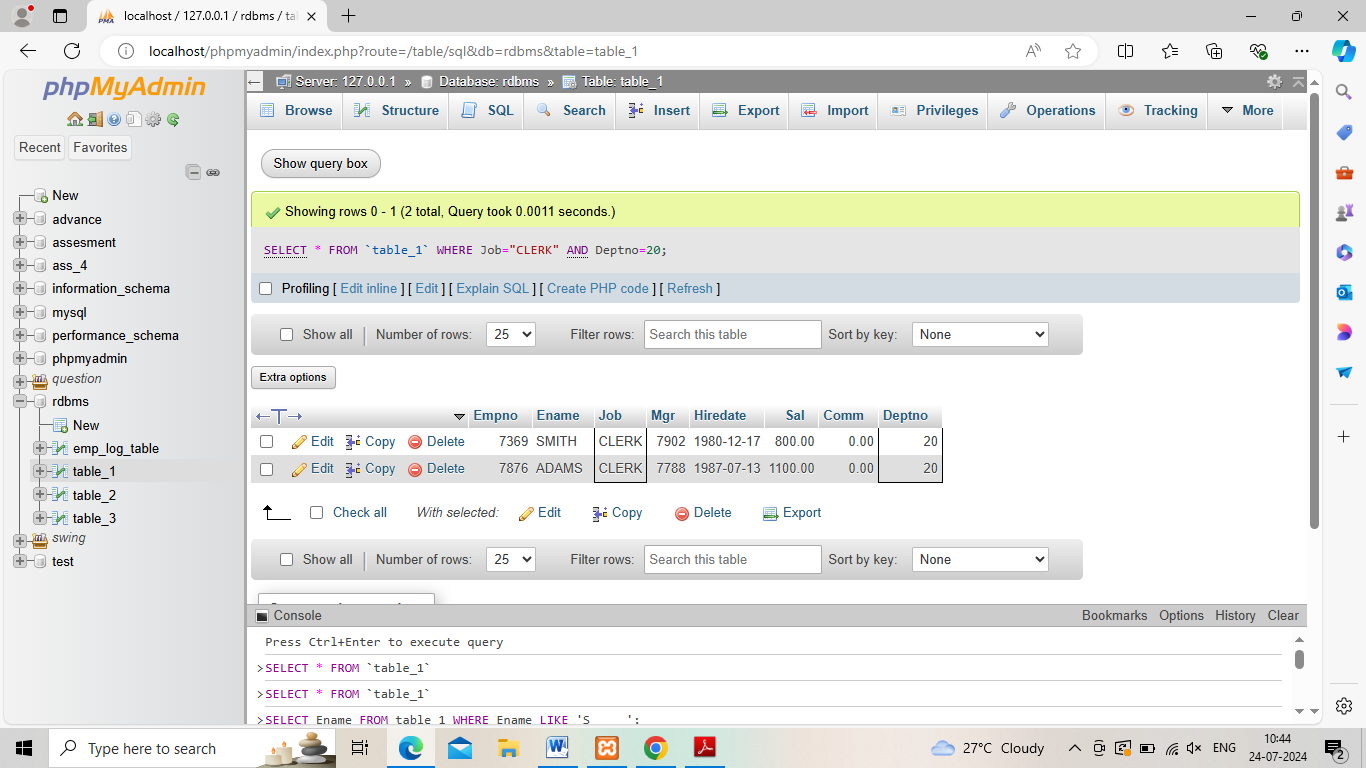 localhost / 127.0.0.1 / rdbms / ta
localhost/phpmyadmin/index.php?route=/table/sql&db=rdbms&table=table_1
phpMyAdmin
Recent Favorites
New
advance
assesment
ass_4
information_schema
mysql
performance_schema
phpmyadmin
question
rdbms
New
emp_log_table
table_1
table_2
table_3
swing
test
Server: 127.0.0.1 » Database: rdbms » Table: table_1
Browse Structure SQL Search Insert Export Import Privileges Operations Tracking More
Show query box
Showing rows 0 - 1 (2 total, Query took 0.0011 seconds.)
SELECT * FROM `table_1` WHERE Job="CLERK" AND Deptno=20;
Profiling [ Edit inline ] [ Edit ] [ Explain SQL ] [ Create PHP code ] [ Refresh ]
Show all Number of rows: 25 Filter rows: Search this table Sort by key: None
Extra options
Empno Ename Job Mgr Hiredate Sal Comm Deptno
Edit Copy Delete 7369 SMITH CLERK 7902 1980-12-17 800.00 0.00 20
Edit Copy Delete 7876 ADAMS CLERK 7788 1987-07-13 1100.00 0.00 20
Check all With selected: Edit Copy Delete Export
Show all Number of rows: 25 Filter rows: Search this table Sort by key: None
Console Bookmarks Options History Clear
Press Ctrl+Enter to execute query
>SELECT * FROM `table_1`
>SELECT * FROM `table_1`
>SELECT Ename FROM table_1 WHERE Ename LIKE 'S____';
Type here to search
27°C Cloudy
ENG
10:44
24-07-2024
2